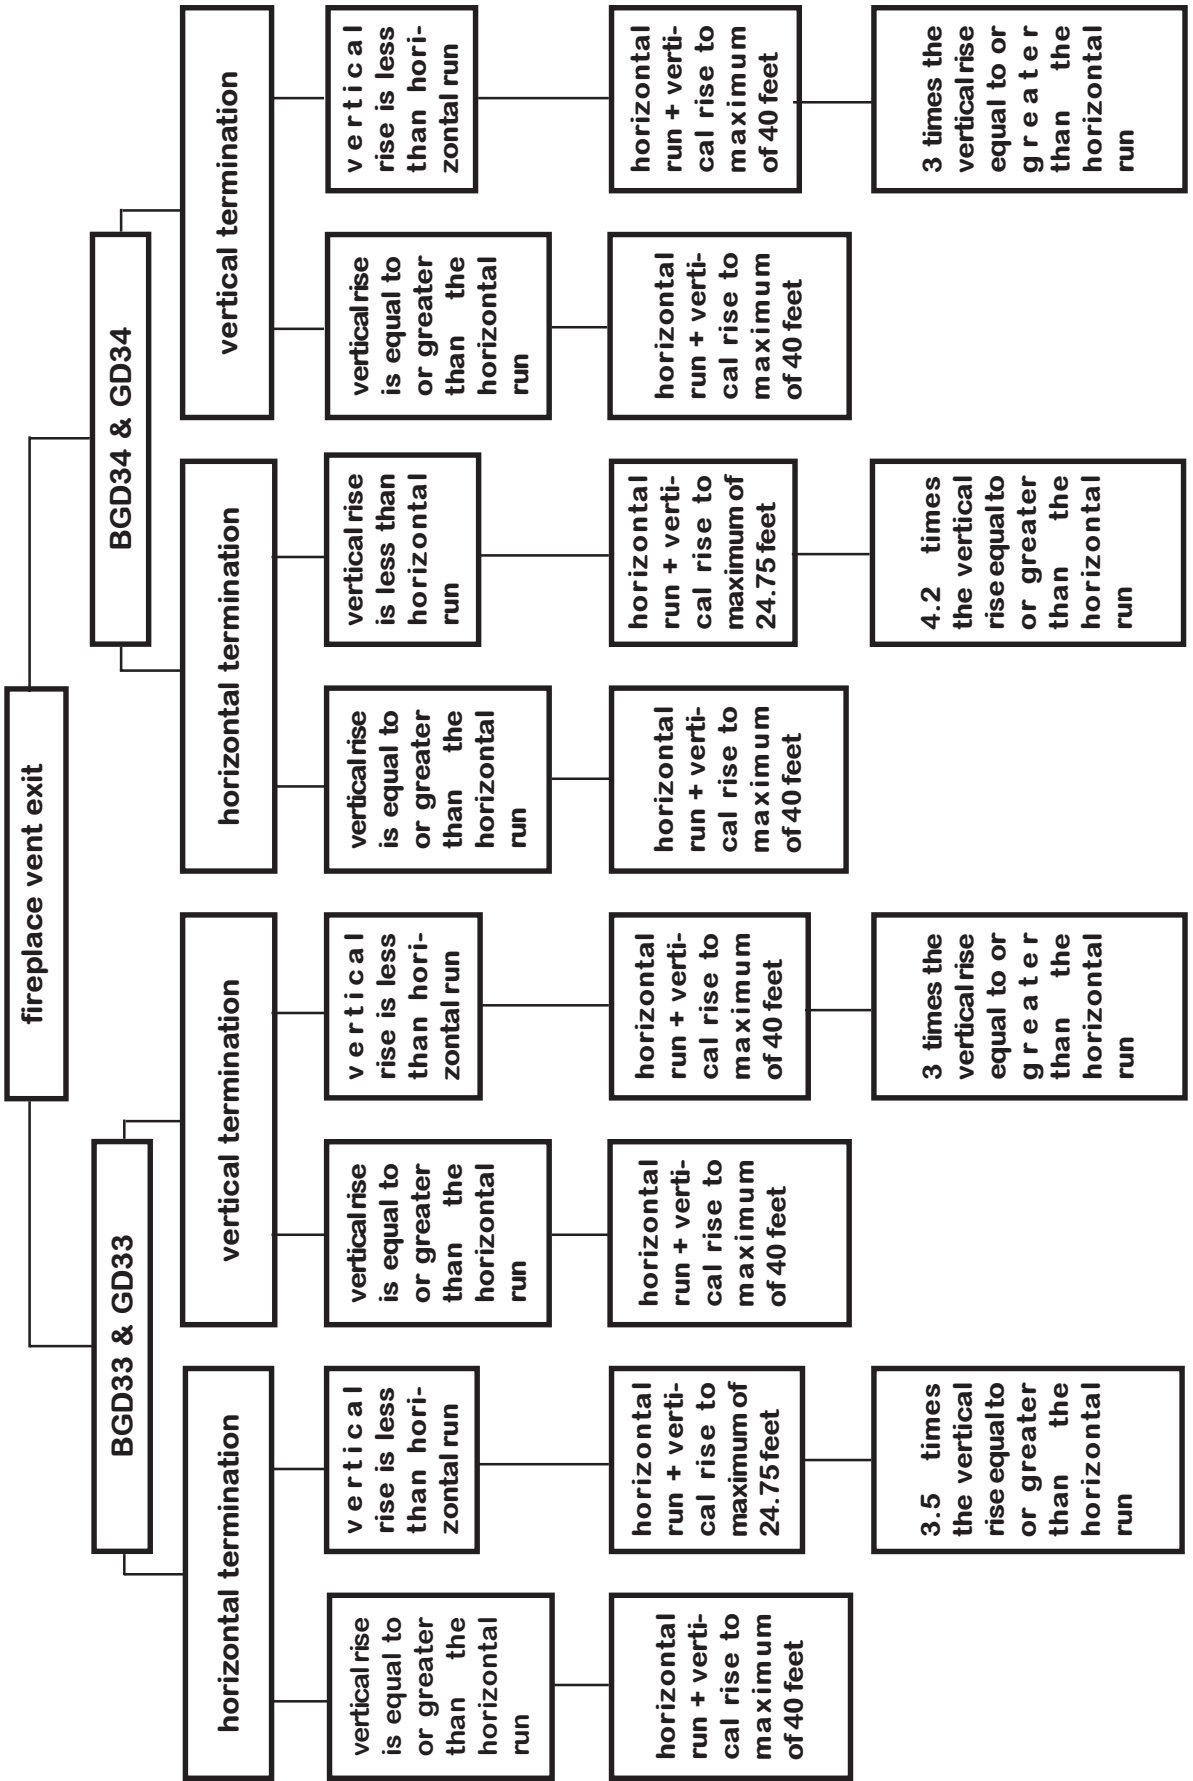 fireplace vent exit
BGD33 & GD33
BGD34 & GD34
horizontal termination
vertical termination
horizontal termination
vertical termination
vertical rise
is equal to
or greater
than the
horizontal
run
vertical
rise is less
than hori-
zontal run
vertical rise
is equal to
or greater
than the
horizontal
run
vertical
rise is less
than hori-
zontal run
vertical rise
is equal to
or greater
than the
horizontal
run
vertical rise
is less than
horizontal
run
vertical rise
is equal to
or greater
than the
horizontal
run
vertical
rise is less
than hori-
zontal run
horizontal
run + verti-
cal rise to
maximum
of 40 feet
horizontal
run + verti-
cal rise to
maximum of
24.75 feet
horizontal
run + verti-
cal rise to
maximum
of 40 feet
horizontal
run + verti-
cal rise to
maximum
of 40 feet
horizontal
run + verti-
cal rise to
maximum
of 40 feet
horizontal
run + verti-
cal rise to
maximum of
24.75 feet
horizontal
run + verti-
cal rise to
maximum
of 40 feet
horizontal
run + verti-
cal rise to
maximum
of 40 feet
3.5 times
the vertical
rise equal to
or greater
than the
horizontal
run
3 times the
vertical rise
equal to or
greater
than the
horizontal
run
4.2 times
the vertical
rise equal to
or greater
than the
horizontal
run
3 times the
vertical rise
equal to or
greater
than the
horizontal
run